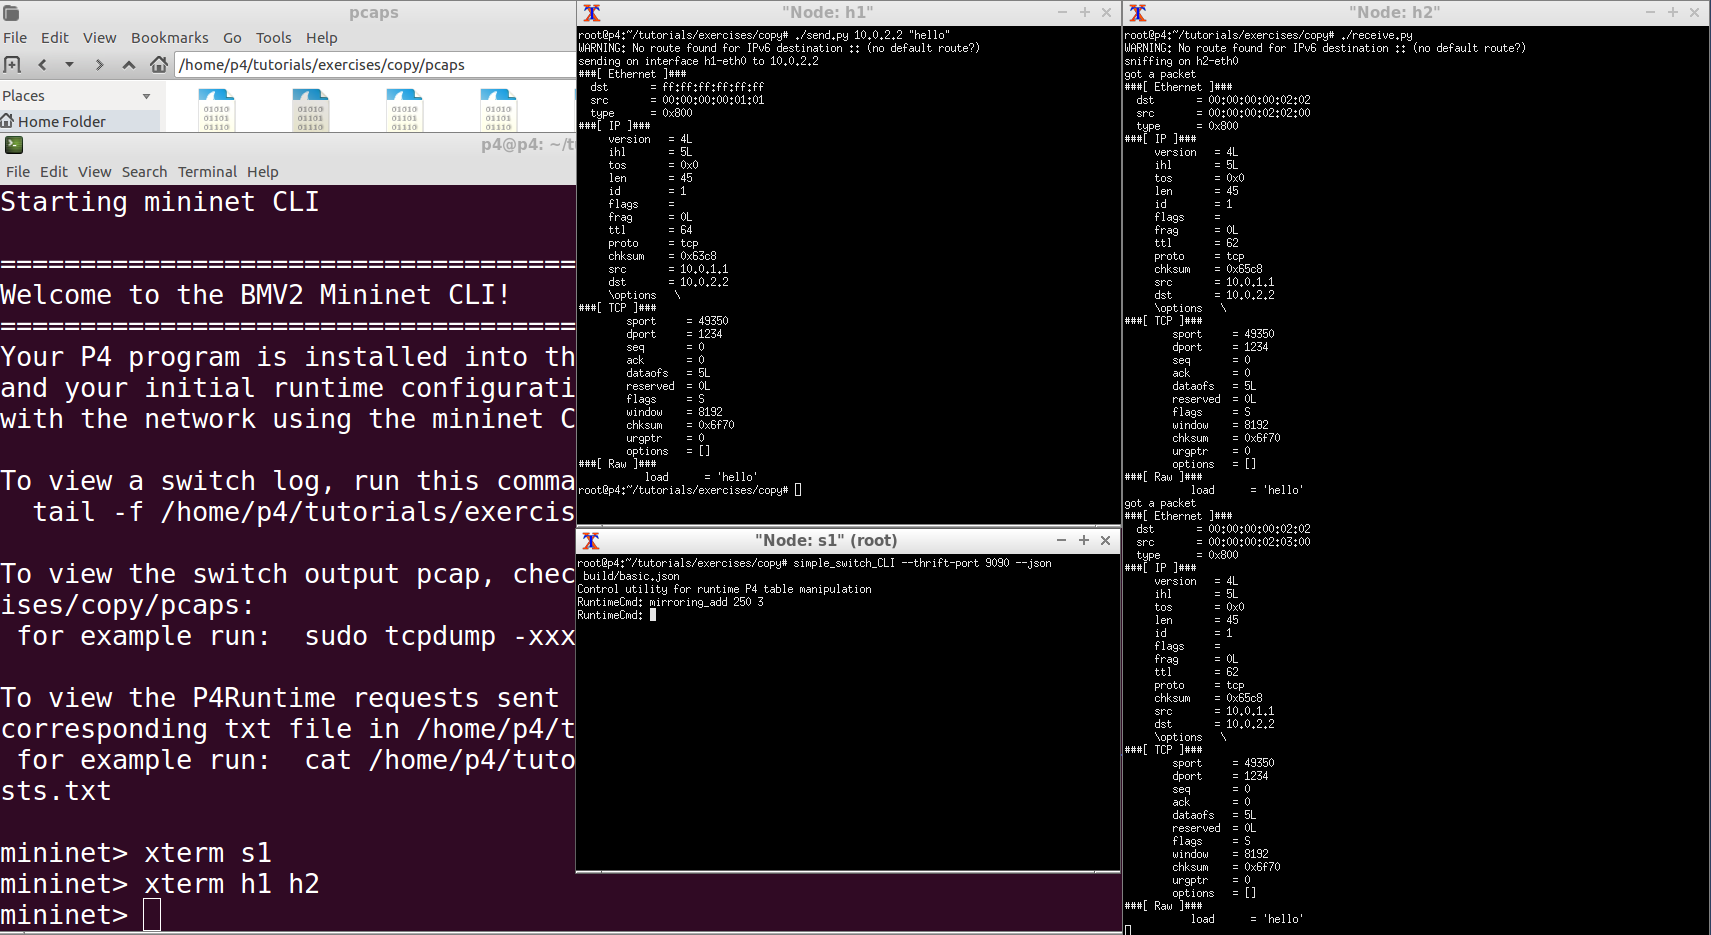 pcaps
File Edit View Bookmarks Go Tools Help
/home/p4/tutorials/exercises/copy/pcaps
Places
Home Folder
01010
01011
01110
01010
01011
01110
01010
01011
01110
01010
01011
01110
p4@p4: ~/tu
File Edit View Search Terminal Help
Starting mininet CLI
====================================
Welcome to the BMV2 Mininet CLI!
====================================
Your P4 program is installed into th
and your initial runtime configurati
with the network using the mininet C
To view a switch log, run this comma
tail -f /home/p4/tutorials/exercis
To view the switch output pcap, chec
ises/copy/pcaps:
for example run:  sudo tcpdump -xxx
To view the P4Runtime requests sent
corresponding txt file in /home/p4/t
for example run:  cat /home/p4/tuto
sts.txt
mininet> xterm s1
mininet> xterm h1 h2
mininet>
"Node: h1"
root@p4:~/tutorials/exercises/copy# ./send.py 10.0.2.2 "hello"
WARNING: No route found for IPv6 destination :: (no default route?)
sending on interface h1-eth0 to 10.0.2.2
###[ Ethernet ]###
dst       = ff:ff:ff:ff:ff:ff
src       = 00:00:00:00:01:01
type      = 0x800
###[ IP ]###
version   = 4L
ihl       = 5L
tos       = 0x0
len       = 45
id        = 1
flags     =
frag      = 0L
ttl       = 64
proto     = tcp
chksum    = 0x63c8
src       = 10.0.1.1
dst       = 10.0.2.2
\options   \
###[ TCP ]###
sport     = 49350
dport     = 1234
seq       = 0
ack       = 0
dataofs   = 5L
reserved  = 0L
flags     = S
window    = 8192
chksum    = 0x6f70
urgptr    = 0
options   = []
###[ Raw ]###
load      = 'hello'
root@p4:~/tutorials/exercises/copy#
"Node: s1" (root)
root@p4:~/tutorials/exercises/copy# simple_switch_CLI --thrift-port 9090 --json
build/basic.json
Control utility for runtime P4 table manipulation
RuntimeCmd: mirroring_add 250 3
RuntimeCmd:
"Node: h2"
root@p4:~/tutorials/exercises/copy# ./receive.py
WARNING: No route found for IPv6 destination :: (no default route?)
sniffing on h2-eth0
got a packet
###[ Ethernet ]###
dst       = 00:00:00:00:02:02
src       = 00:00:00:02:02:00
type      = 0x800
###[ IP ]###
version   = 4L
ihl       = 5L
tos       = 0x0
len       = 45
id        = 1
flags     =
frag      = 0L
ttl       = 62
proto     = tcp
chksum    = 0x65c8
src       = 10.0.1.1
dst       = 10.0.2.2
\options   \
###[ TCP ]###
sport     = 49350
dport     = 1234
seq       = 0
ack       = 0
dataofs   = 5L
reserved  = 0L
flags     = S
window    = 8192
chksum    = 0x6f70
urgptr    = 0
options   = []
###[ Raw ]###
load      = 'hello'
got a packet
###[ Ethernet ]###
dst       = 00:00:00:00:02:02
src       = 00:00:00:02:03:00
type      = 0x800
###[ IP ]###
version   = 4L
ihl       = 5L
tos       = 0x0
len       = 45
id        = 1
flags     =
frag      = 0L
ttl       = 62
proto     = tcp
chksum    = 0x65c8
src       = 10.0.1.1
dst       = 10.0.2.2
\options   \
###[ TCP ]###
sport     = 49350
dport     = 1234
seq       = 0
ack       = 0
dataofs   = 5L
reserved  = 0L
flags     = S
window    = 8192
chksum    = 0x6f70
urgptr    = 0
options   = []
###[ Raw ]###
load      = 'hello'